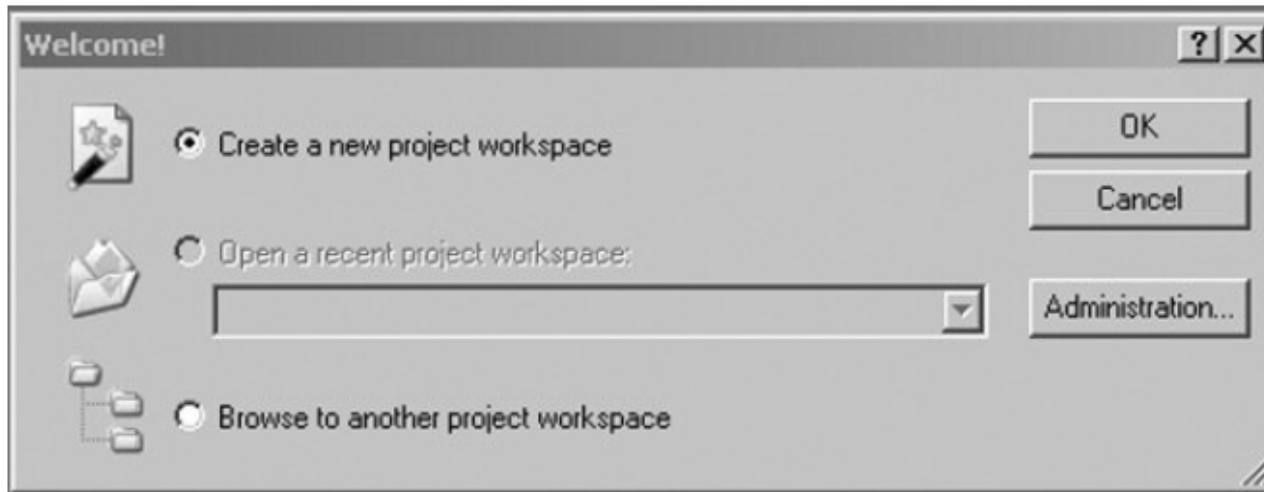 Welcome!
Create a new project workspace
OK
Cancel
Open a recent project workspace:
Administration...
Browse to another project workspace